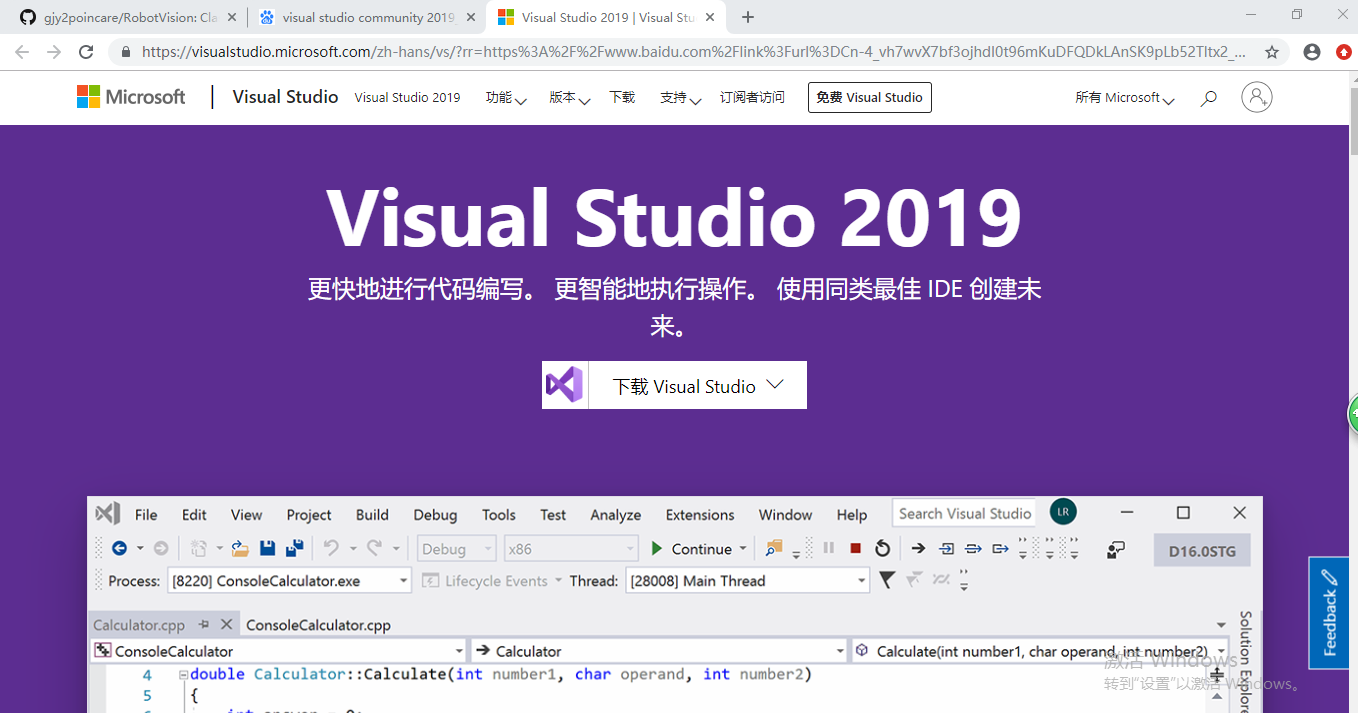 gjy2poincare/RobotVision: Cla
visual studio community 2019_
Visual Studio 2019 | Visual Stu
https://visualstudio.microsoft.com/zh-hans/vs/?rr=https%3A%2F%2Fwww.baidu.com%2Flink%3Furl%3DCn-4_vh7wvX7bf3ojhdI0t96mKuDFQDkLAnSK9pLb52TItx2_...
Microsoft
Visual Studio
Visual Studio 2019
功能
版本
下载
支持
订阅者访问
免费 Visual Studio
所有 Microsoft
Visual Studio 2019
更快地进行代码编写。 更智能地执行操作。 使用同类最佳 IDE 创建未
来。
下载 Visual Studio
File Edit View Project Build Debug Tools Test Analyze Extensions Window Help
Search Visual Studio
LR
Debug
x86
Continue
D16.0STG
Process: [8220] ConsoleCalculator.exe
Lifecycle Events
Thread: [28008] Main Thread
Calculator.cpp
ConsoleCalculator.cpp
ConsoleCalculator
Calculator
Calculate(int number1, char operand, int number2)
4 double Calculator::Calculate(int number1, char operand, int number2)
5 {
Solution Explorer
Feedback
激活 Windows
转到"设置"以激活 Windows。